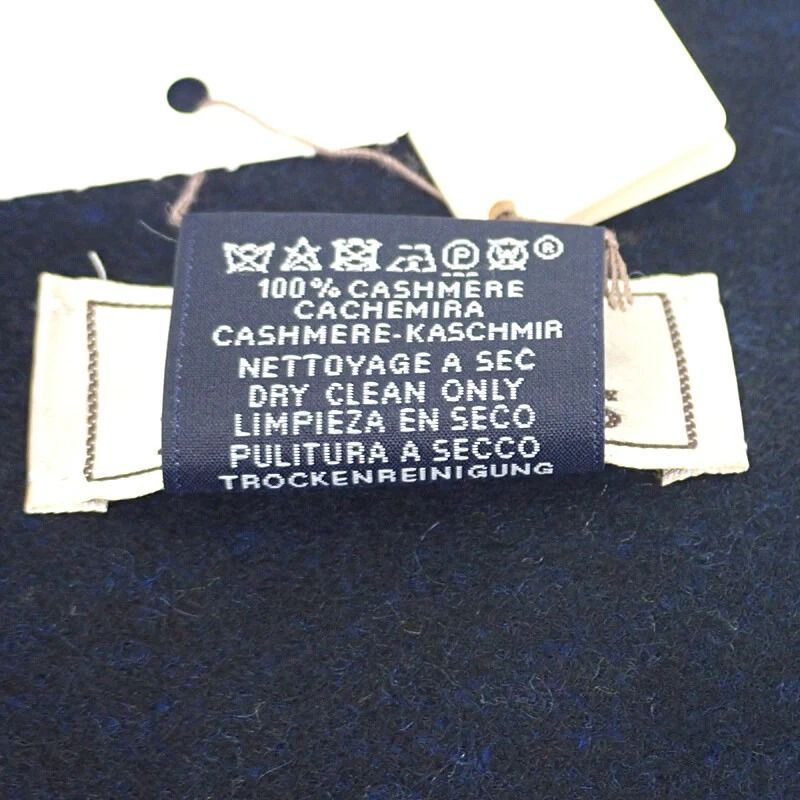 P W ®
100% CASHMERE
CACHEMIRA
CASHMERE-KASCHMIR
NETTOYAGE A SEC
DRY CLEAN ONLY
LIMPIEZA EN SECO
PULITURA A SECCO
TROCKENREINIGUNG